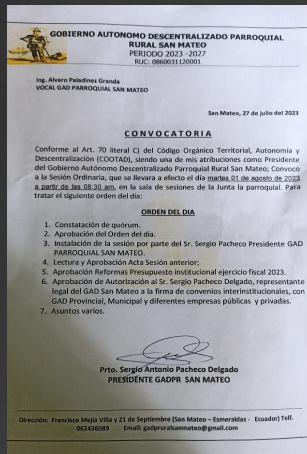 GOBIERNO AUTONOMO DESCENTRALIZADO PARROQUIAL
RURAL SAN MATEO
PERIODO 2023 -2027
RUC: 0860031120001
Ing. Alvaro Paladinez Granda
VOCAL GAD PARROQUIAL SAN MATEO
San Mateo, 27 de julio del 2023
CONVOCATORIA
Conforme al Art. 70 literal C) del Código Orgánico Territorial, Autonomía y
Descentralización (COOTAD), siendo una de mis atribuciones como Presidente
del Gobierno Autónomo Descentralizado Parroquial Rural San Mateo; Convoco
a la Sesión Ordinaria, que se llevara a efecto el día martes 01 de agosto de 2023
a partir de las 08:30 am, en la sala de sesiones de la Junta la parroquial. Para
tratar el siguiente orden del día:
ORDEN DEL DIA
1. Constatación de quórum.
2. Aprobación del Orden del día.
3. Instalación de la sesión por parte del Sr. Sergio Pacheco Presidente GAD
PARROQUIAL SAN MATEO.
4. Lectura y Aprobación Acta Sesión anterior;
5. Aprobación Reformas Presupuesto institucional ejercicio fiscal 2023.
6. Aprobación de Autorización al Sr. Sergio Pacheco Delgado, representante
legal del GAD San Mateo a la firma de convenios interinstitucionales, con
GAD Provincial, Municipal y diferentes empresas públicas y privadas.
7. Asuntos varios.
Prto. Sergio Antonio Pacheco Delgado
PRESIDENTE GADPR SAN MATEO
Dirección: Francisco Mejía Villa y 21 de Septiembre (San Mateo – Esmeraldas - Ecuador) Telf.
062436089 Email: gadpruralsanmateo@gmail.com